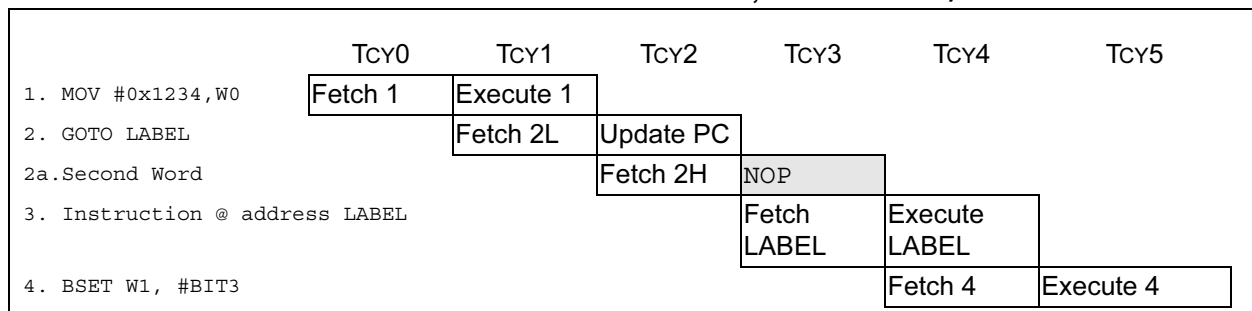 TCY0 TCY1 TCY2 TCY3 TCY4 TCY5
1. MOV #0x1234,W0 Fetch 1 Execute 1
2. GOTO LABEL Fetch 2L Update PC
2a.Second Word Fetch 2H NOP
3. Instruction @ address LABEL Fetch LABEL Execute LABEL
4. BSET W1, #BIT3 Fetch 4 Execute 4